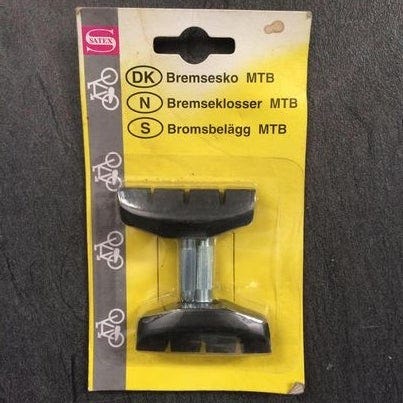 SATEX
DK Bremsesko MTB
N Bremseklosser MTB
S Bromsbelägg MTB